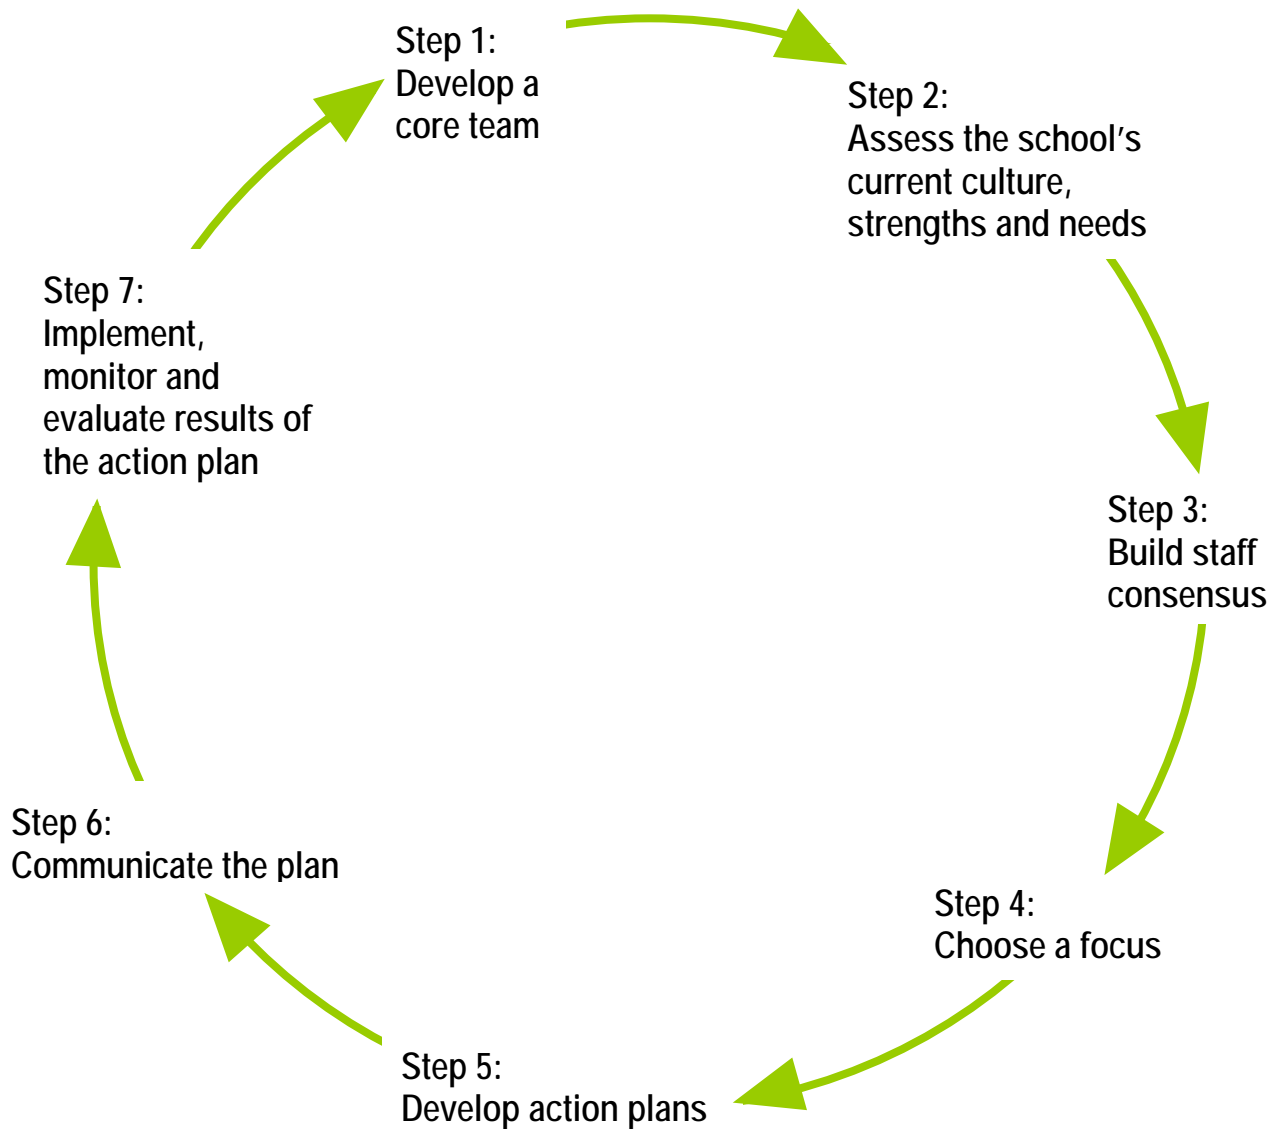 Step 1:
Develop a
core team
Step 2:
Assess the school’s
current culture,
strengths and needs
Step 3:
Build staff
consensus
Step 4:
Choose a focus
Step 5:
Develop action plans
Step 6:
Communicate the plan
Step 7:
Implement,
monitor and
evaluate results of
the action plan